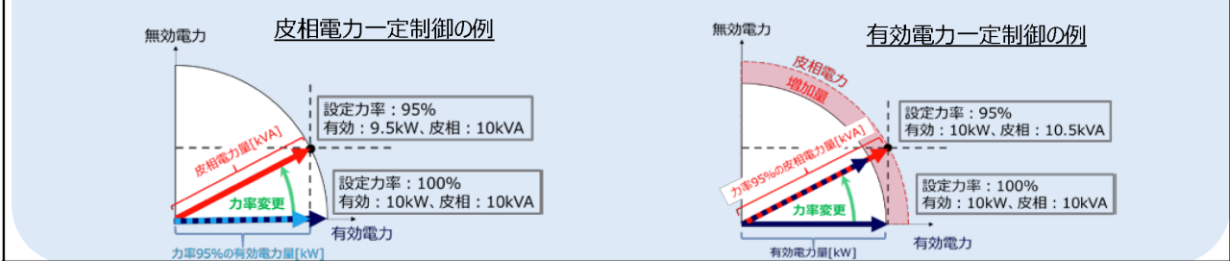 皮相電力一定制御の例
無効電力
設定力率：95%
有効：9.5kW、皮相：10kVA
皮相電力量[kVA]
設定力率：100%
有効：10kW、皮相：10kVA
力率変更
有効電力
力率95%の有効電力量[kW]
有効電力一定制御の例
無効電力
皮相電力
増加量
設定力率：95%
有効：10kW、皮相：10.5kVA
力率95%の皮相電力量[kVA]
設定力率：100%
有効：10kW、皮相：10kVA
力率変更
有効電力
有効電力量[kW]